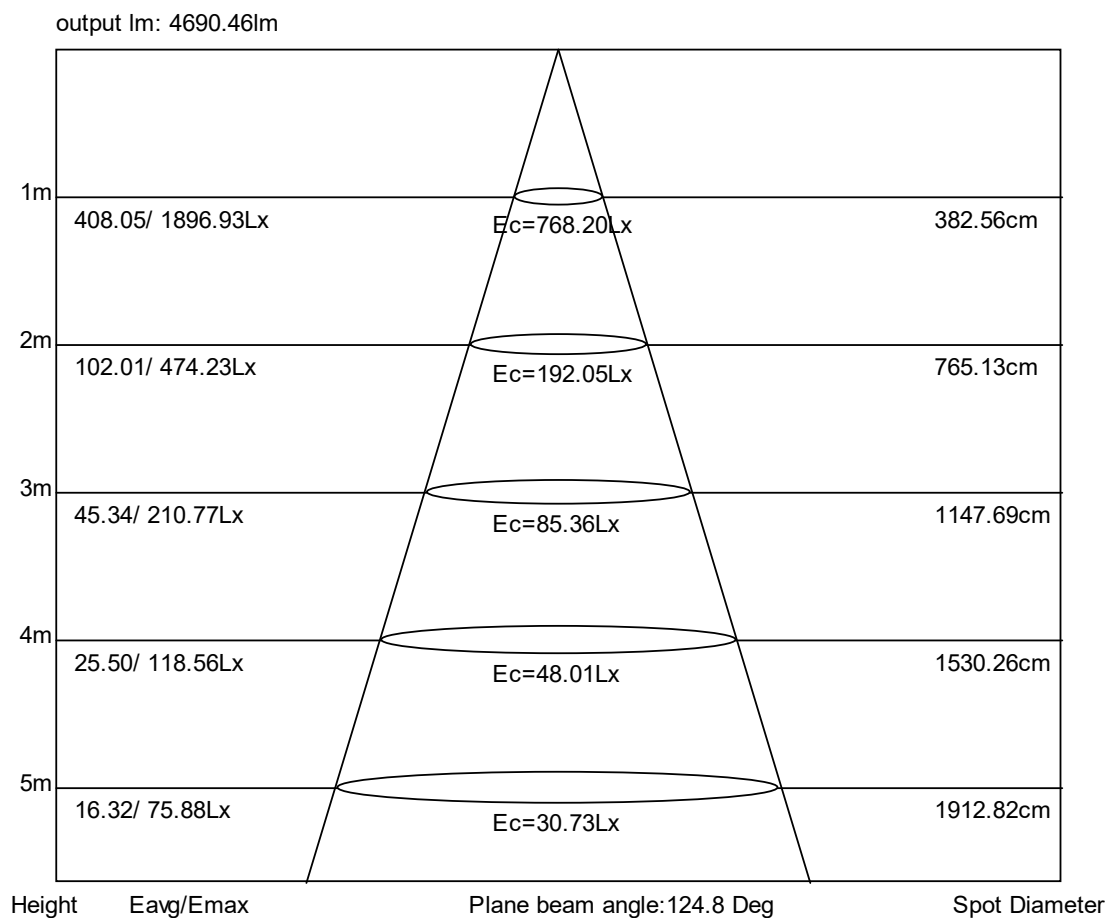 output lm: 4690.46lm
1m
408.05/ 1896.93Lx
Ec=768.20Lx
382.56cm
2m
102.01/ 474.23Lx
Ec=192.05Lx
765.13cm
3m
45.34/ 210.77Lx
Ec=85.36Lx
1147.69cm
4m
25.50/ 118.56Lx
Ec=48.01Lx
1530.26cm
5m
16.32/ 75.88Lx
Ec=30.73Lx
1912.82cm
Height Eavg/Emax Plane beam angle:124.8 Deg Spot Diameter